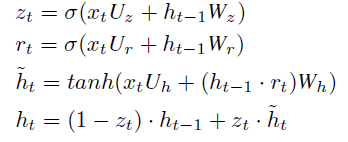 z_t = σ(x_t U_z + h_{t−1} W_z)
r_t = σ(x_t U_r + h_{t−1} W_r)
h̃_t = tanh(x_t U_h + (h_{t−1} · r_t) W_h)
h_t = (1 − z_t) · h_{t−1} + z_t · h̃_t